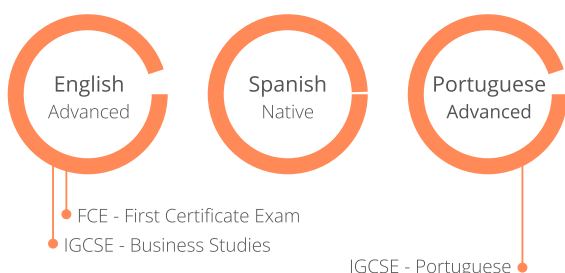 English
Advanced
Spanish
Native
Portuguese
Advanced
FCE - First Certificate Exam
IGCSE - Business Studies
IGCSE - Portuguese